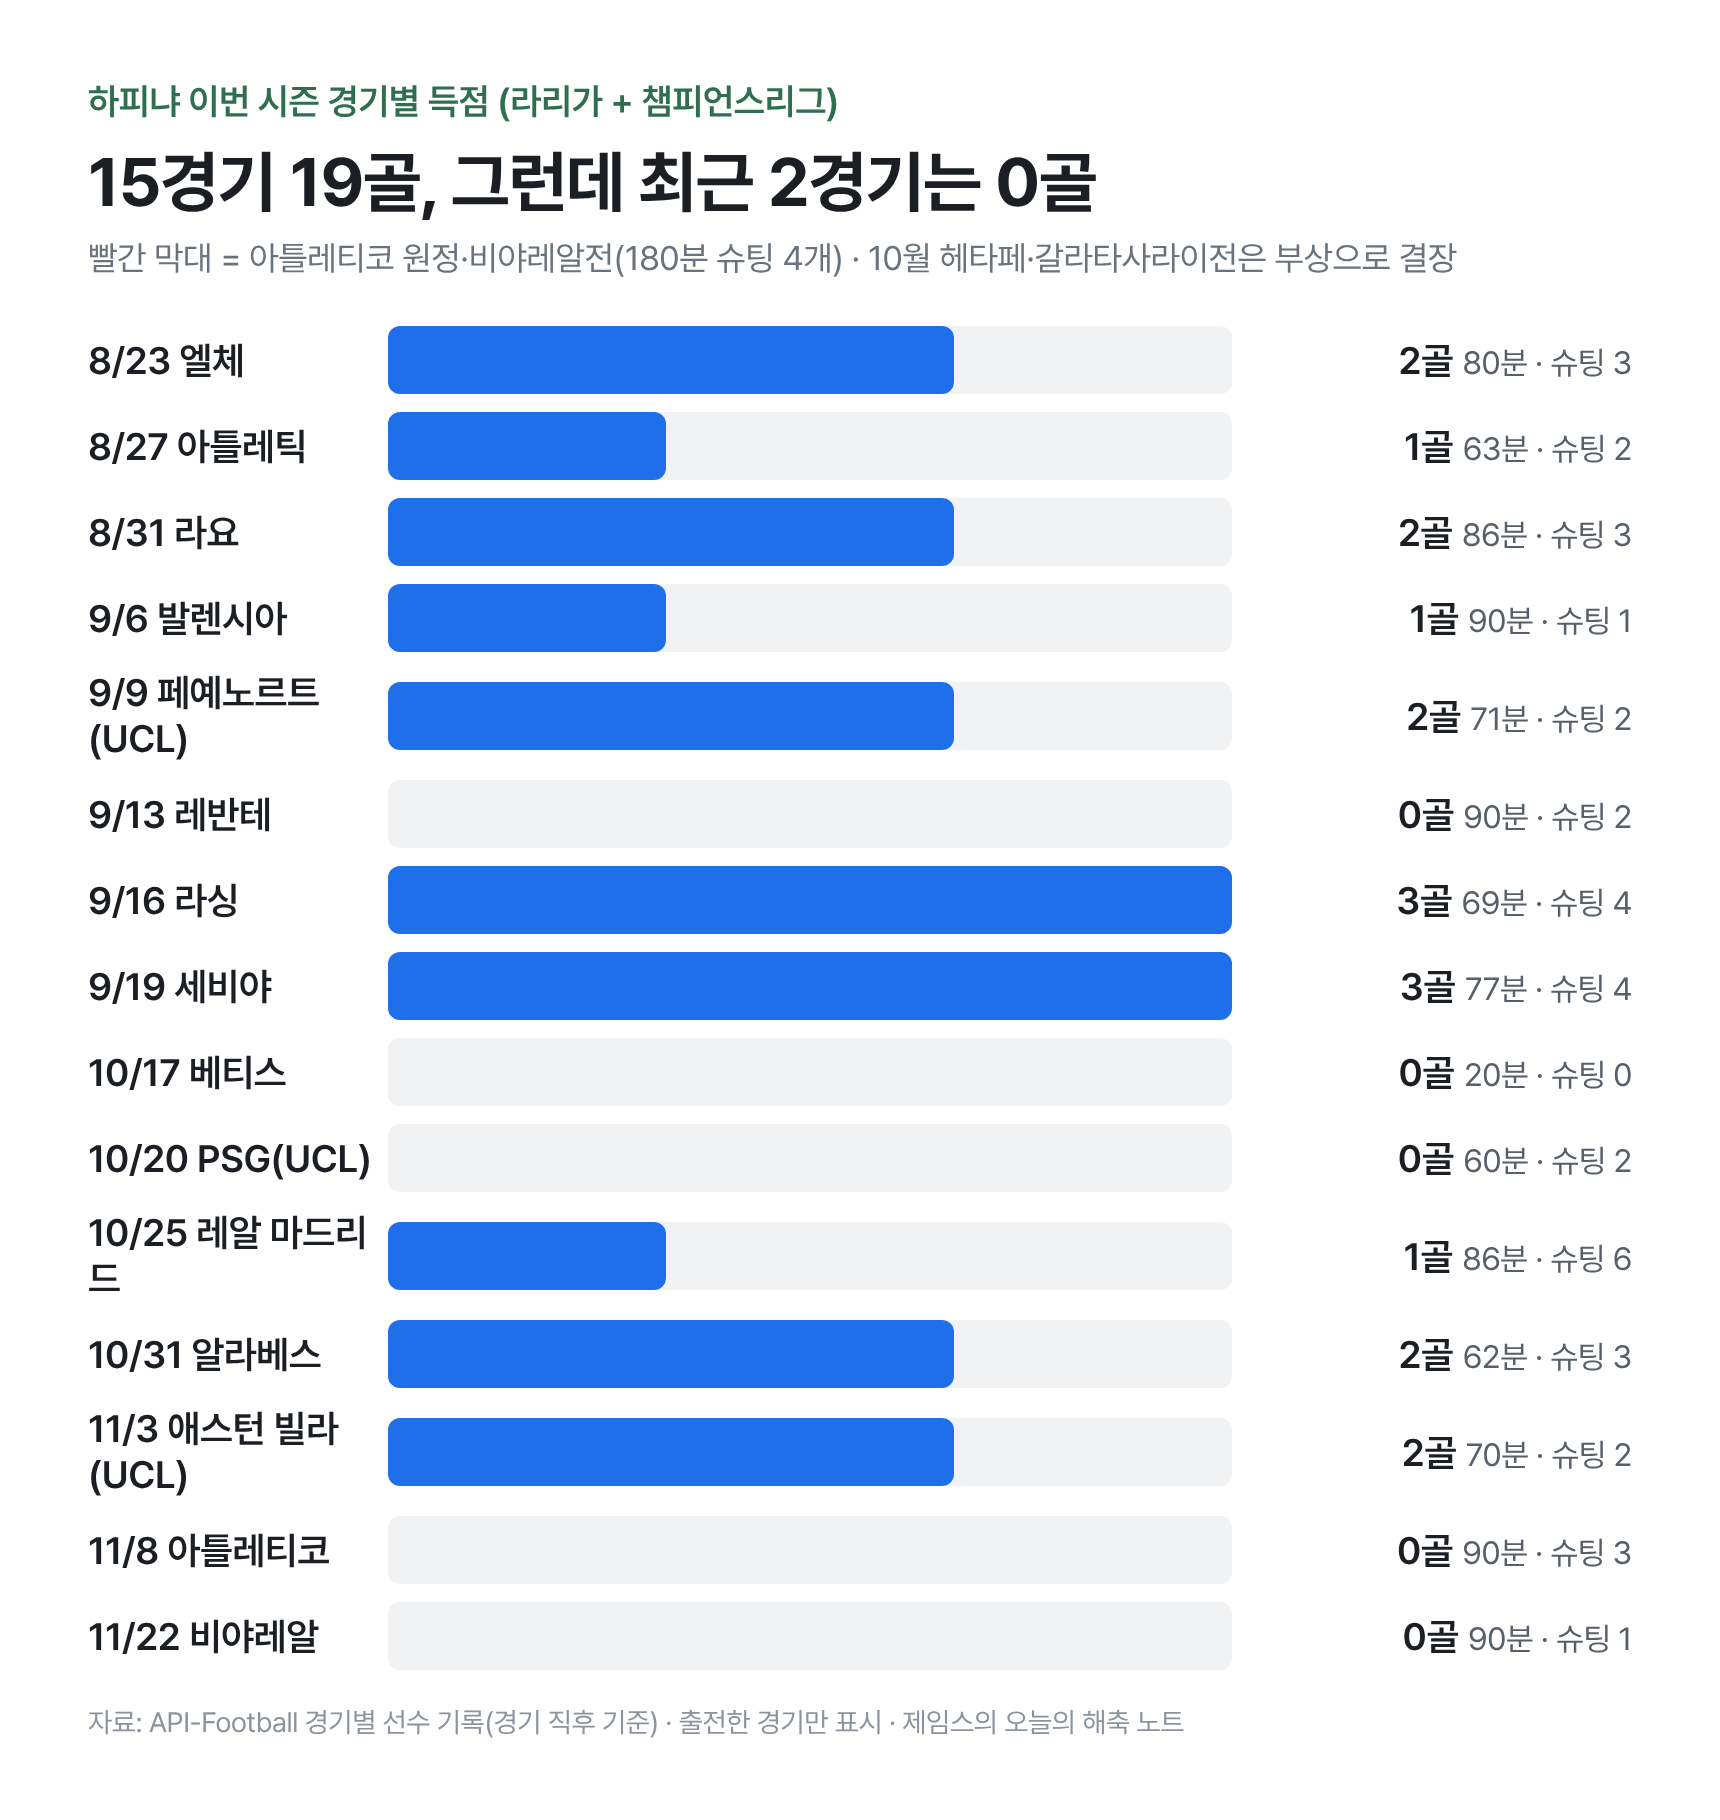 하피냐 이번 시즌 경기별 득점 (라리가 + 챔피언스리그)
15경기 19골, 그런데 최근 2경기는 0골
빨간 막대 = 아틀레티코 원정·비야레알전(180분 슈팅 4개) · 10월 헤타페·갈라타사라이전은 부상으로 결장
8/23 엘체 2골 80분 · 슈팅 3
8/27 아틀레틱 1골 63분 · 슈팅 2
8/31 라요 2골 86분 · 슈팅 3
9/6 발렌시아 1골 90분 · 슈팅 1
9/9 페예노르트
(UCL) 2골 71분 · 슈팅 2
9/13 레반테 0골 90분 · 슈팅 2
9/16 라싱 3골 69분 · 슈팅 4
9/19 세비야 3골 77분 · 슈팅 4
10/17 베티스 0골 20분 · 슈팅 0
10/20 PSG(UCL) 0골 60분 · 슈팅 2
10/25 레알 마드리
드 1골 86분 · 슈팅 6
10/31 알라베스 2골 62분 · 슈팅 3
11/3 애스턴 빌라
(UCL) 2골 70분 · 슈팅 2
11/8 아틀레티코 0골 90분 · 슈팅 3
11/22 비야레알 0골 90분 · 슈팅 1
자료: API-Football 경기별 선수 기록(경기 직후 기준) · 출전한 경기만 표시 · 제임스의 오늘의 해축 노트